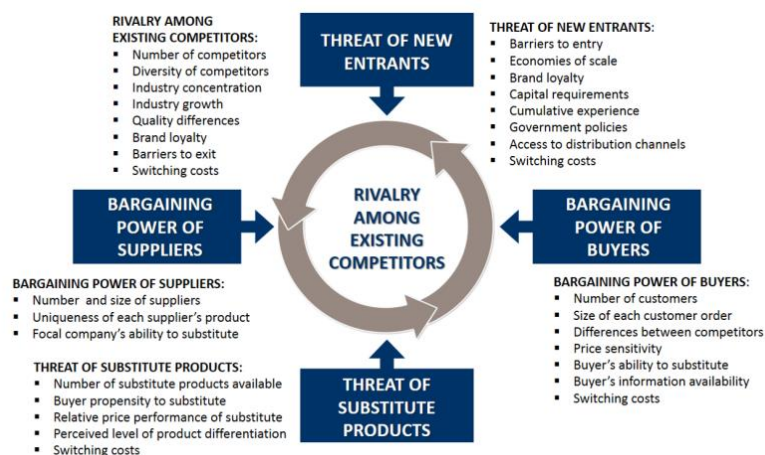 RIVALRY AMONG
EXISTING COMPETITORS:
▪ Number of competitors
▪ Diversity of competitors
▪ Industry concentration
▪ Industry growth
▪ Quality differences
▪ Brand loyalty
▪ Barriers to exit
▪ Switching costs
THREAT OF NEW
ENTRANTS
THREAT OF NEW ENTRANTS:
▪ Barriers to entry
▪ Economies of scale
▪ Brand loyalty
▪ Capital requirements
▪ Cumulative experience
▪ Government policies
▪ Access to distribution channels
▪ Switching costs
BARGAINING
POWER OF
SUPPLIERS
RIVALRY
AMONG
EXISTING
COMPETITORS
BARGAINING
POWER OF
BUYERS
BARGAINING POWER OF SUPPLIERS:
▪ Number and size of suppliers
▪ Uniqueness of each supplier's product
▪ Focal company's ability to substitute
BARGAINING POWER OF BUYERS:
▪ Number of customers
▪ Size of each customer order
▪ Differences between competitors
▪ Price sensitivity
▪ Buyer's ability to substitute
▪ Buyer's information availability
▪ Switching costs
THREAT OF SUBSTITUTE PRODUCTS:
▪ Number of substitute products available
▪ Buyer propensity to substitute
▪ Relative price performance of substitute
▪ Perceived level of product differentiation
▪ Switching costs
THREAT OF
SUBSTITUTE
PRODUCTS